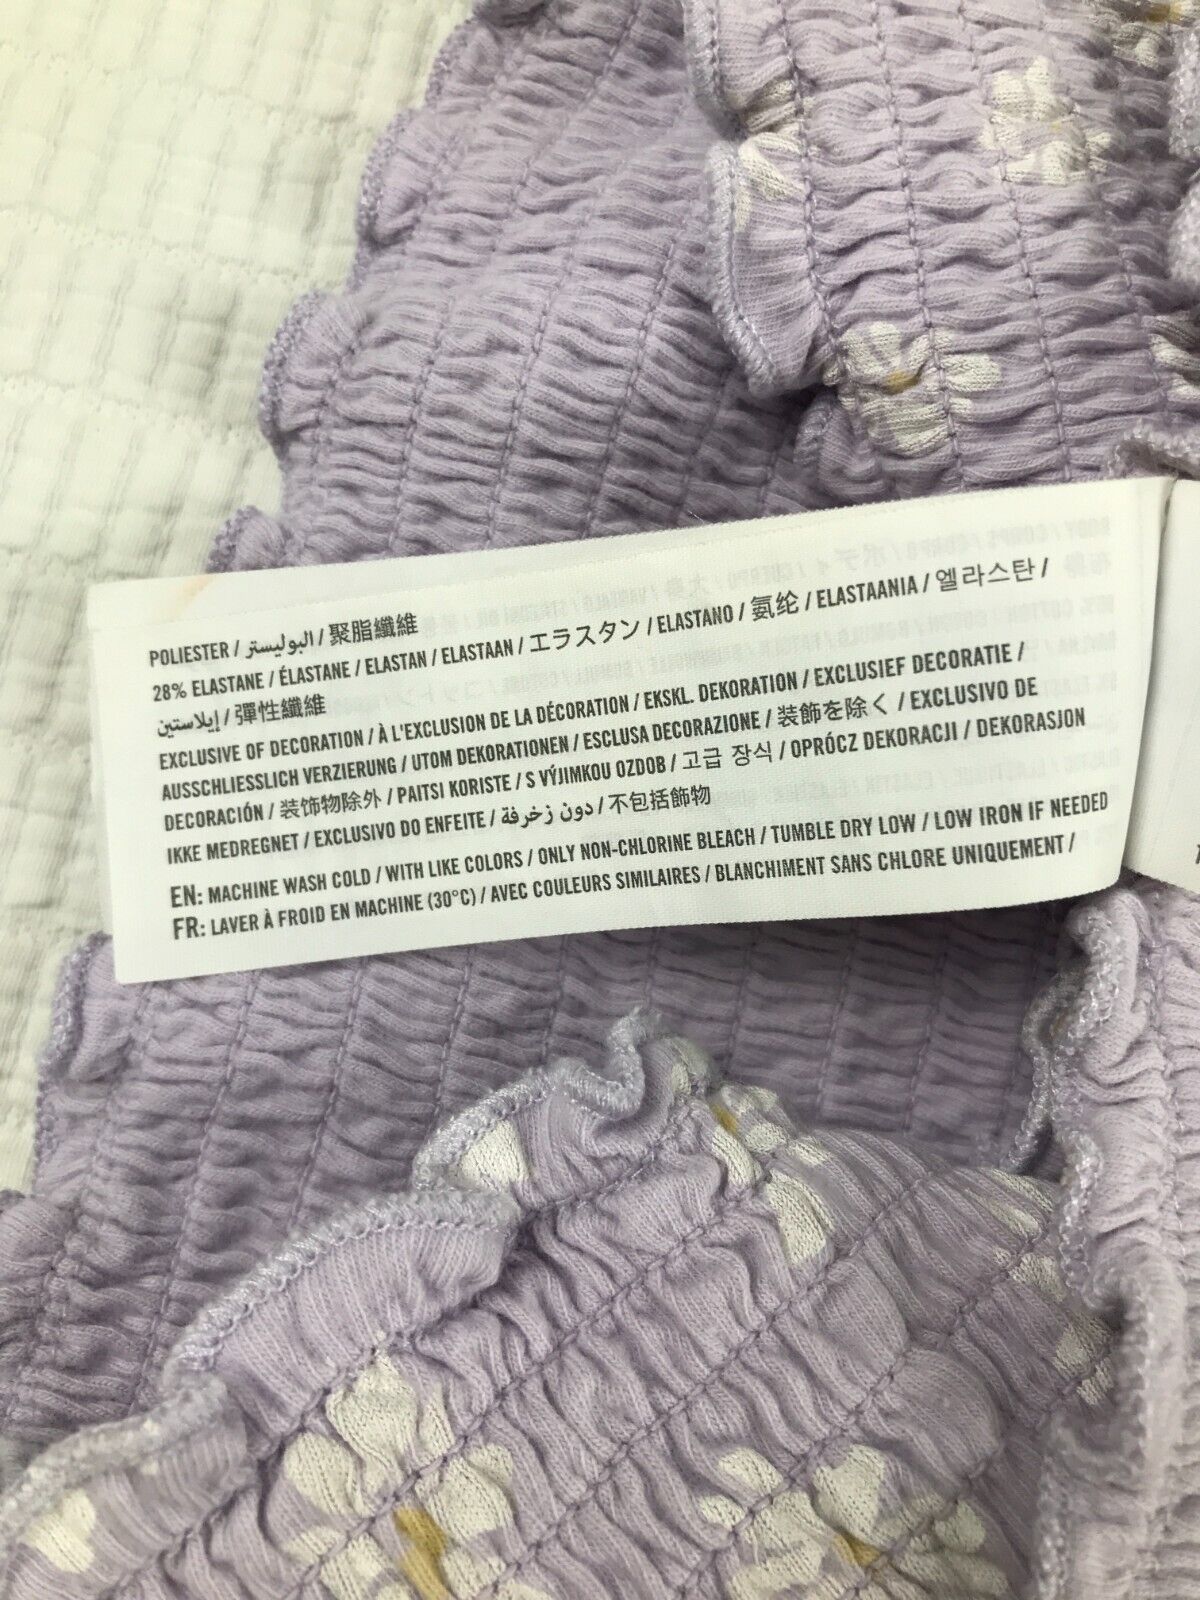 POLIESTER / البوليستر / 聚脂纖維
28% ELASTANE / ÉLASTANE / ELASTAN / ELASTAAN / エラスタン / ELASTANO / 氨纶 / ELASTAANIA / 엘라스탄 /
إيلاستين / 彈性纖維
EXCLUSIVE OF DECORATION / À L'EXCLUSION DE LA DÉCORATION / EKSKL. DEKORATION / EXCLUSIEF DECORATIE /
AUSSCHLIESSLICH VERZIERUNG / UTOM DEKORATIONEN / ESCLUSA DECORAZIONE / 装飾を除く / EXCLUSIVO DE
DECORACIÓN / 装饰物除外 / PAITSI KORISTE / S VÝJIMKOU OZDOB / 고급 장식 / OPRÓCZ DEKORACJI / DEKORASJON
IKKE MEDREGNET / EXCLUSIVO DO ENFEITE / دون زخرفة / 不包括飾物
EN: MACHINE WASH COLD / WITH LIKE COLORS / ONLY NON-CHLORINE BLEACH / TUMBLE DRY LOW / LOW IRON IF NEEDED
FR: LAVER À FROID EN MACHINE (30°C) / AVEC COULEURS SIMILAIRES / BLANCHIMENT SANS CHLORE UNIQUEMENT /